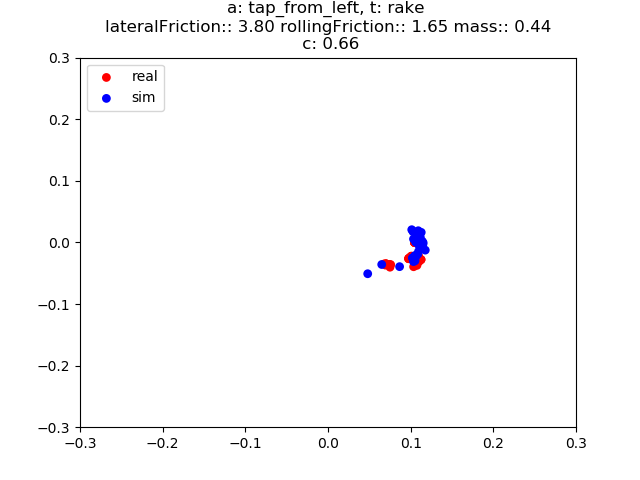 a: tap_from_left, t: rake
lateralFriction:: 3.80 rollingFriction:: 1.65 mass:: 0.44
c: 0.66
real
sim
0.3
0.2
0.1
0.0
−0.1
−0.2
−0.3
−0.3 −0.2 −0.1 0.0 0.1 0.2 0.3